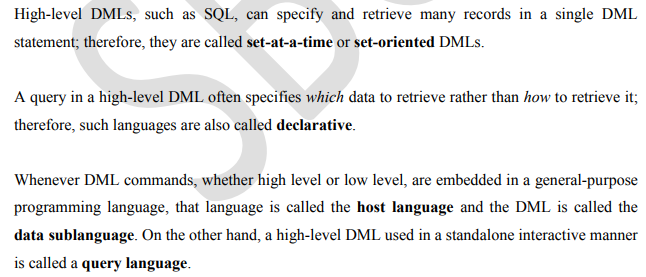 High-level DMLs, such as SQL, can specify and retrieve many records in a single DML
statement; therefore, they are called set-at-a-time or set-oriented DMLs.
A query in a high-level DML often specifies which data to retrieve rather than how to retrieve it;
therefore, such languages are also called declarative.
Whenever DML commands, whether high level or low level, are embedded in a general-purpose
programming language, that language is called the host language and the DML is called the
data sublanguage. On the other hand, a high-level DML used in a standalone interactive manner
is called a query language.